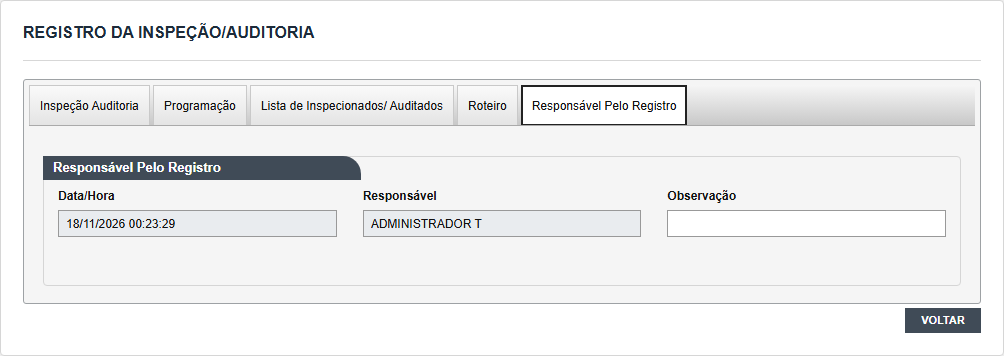 REGISTRO DA INSPEÇÃO/AUDITORIA
Inspeção Auditoria Programação Lista de Inspecionados/ Auditados Roteiro Responsável Pelo Registro
Responsável Pelo Registro
Data/Hora Responsável Observação
18/11/2026 00:23:29 ADMINISTRADOR T
VOLTAR